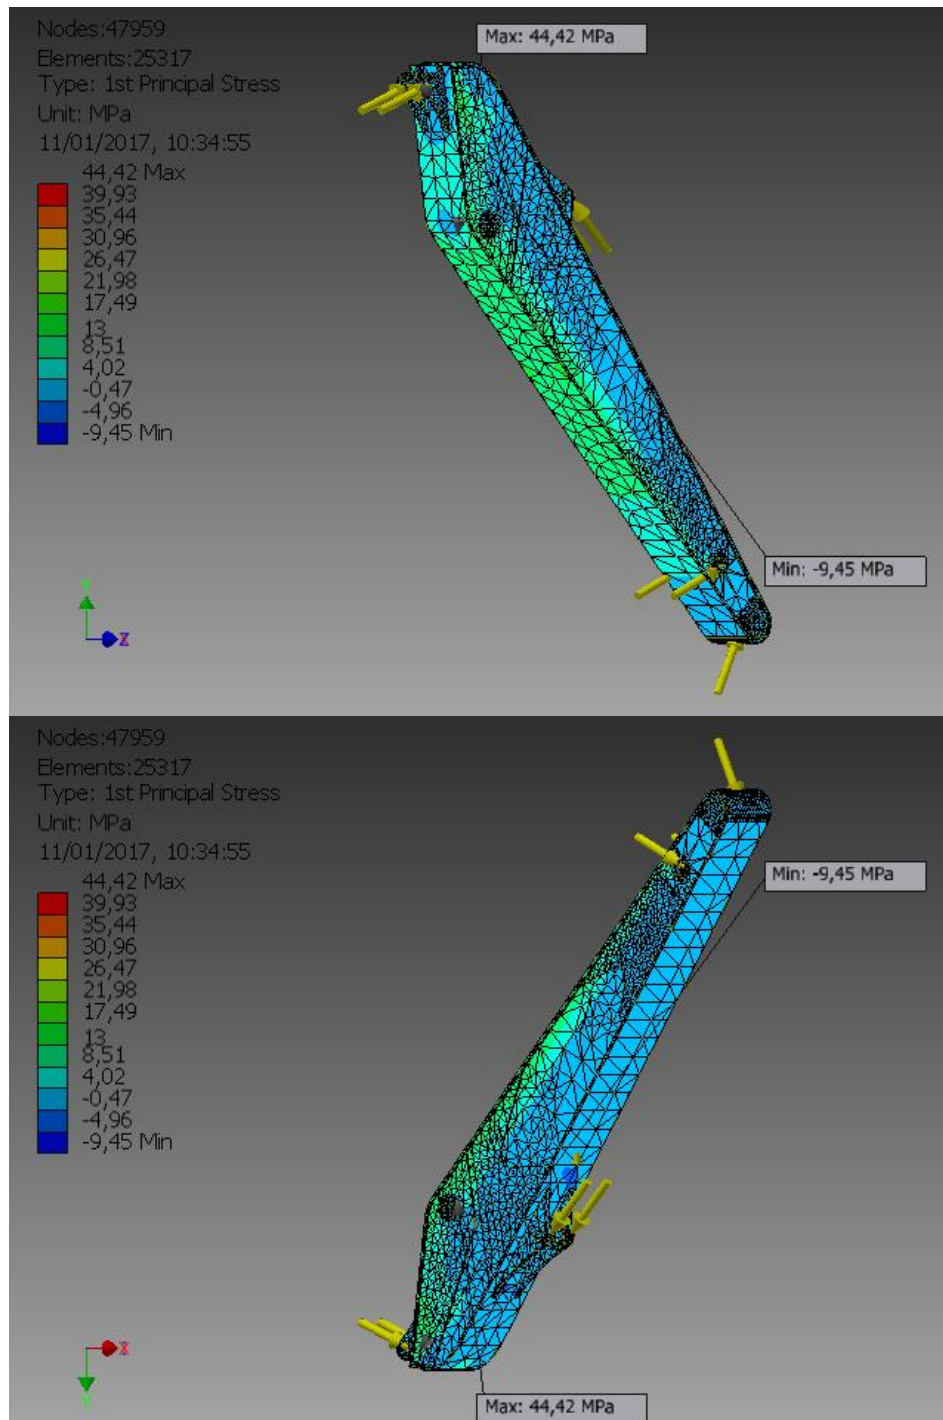 Nodes:47959
Elements:25317
Type: 1st Principal Stress
Unit: MPa
11/01/2017, 10:34:55
44,42 Max
39,93
35,44
30,96
26,47
21,98
17,49
13
8,51
4,02
-0,47
-4,96
-9,45 Min
Max: 44,42 MPa
Min: -9,45 MPa
Y
Z
Nodes:47959
Elements:25317
Type: 1st Principal Stress
Unit: MPa
11/01/2017, 10:34:55
44,42 Max
39,93
35,44
30,96
26,47
21,98
17,49
13
8,51
4,02
-0,47
-4,96
-9,45 Min
Min: -9,45 MPa
X
Y
Max: 44,42 MPa